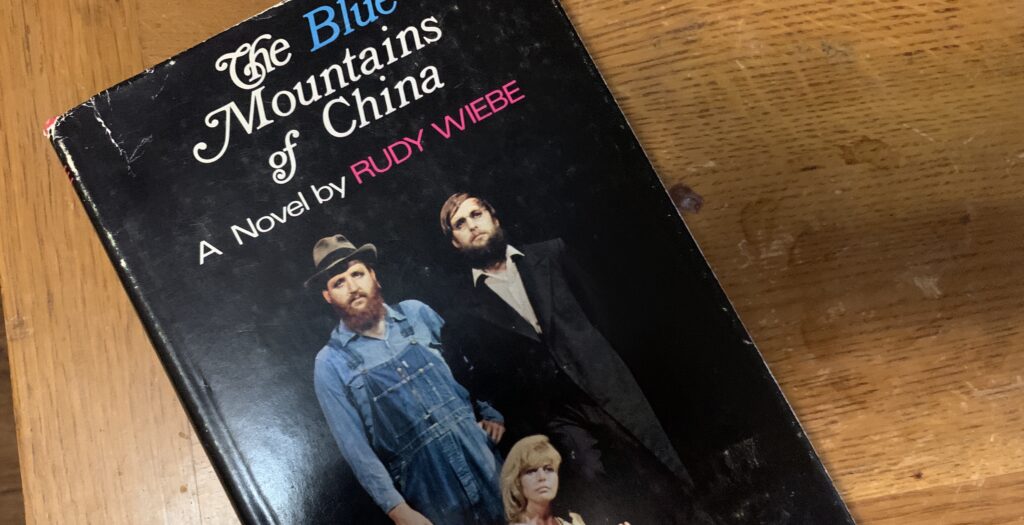 The Blue
Mountains
of China
A Novel by RUDY WIEBE